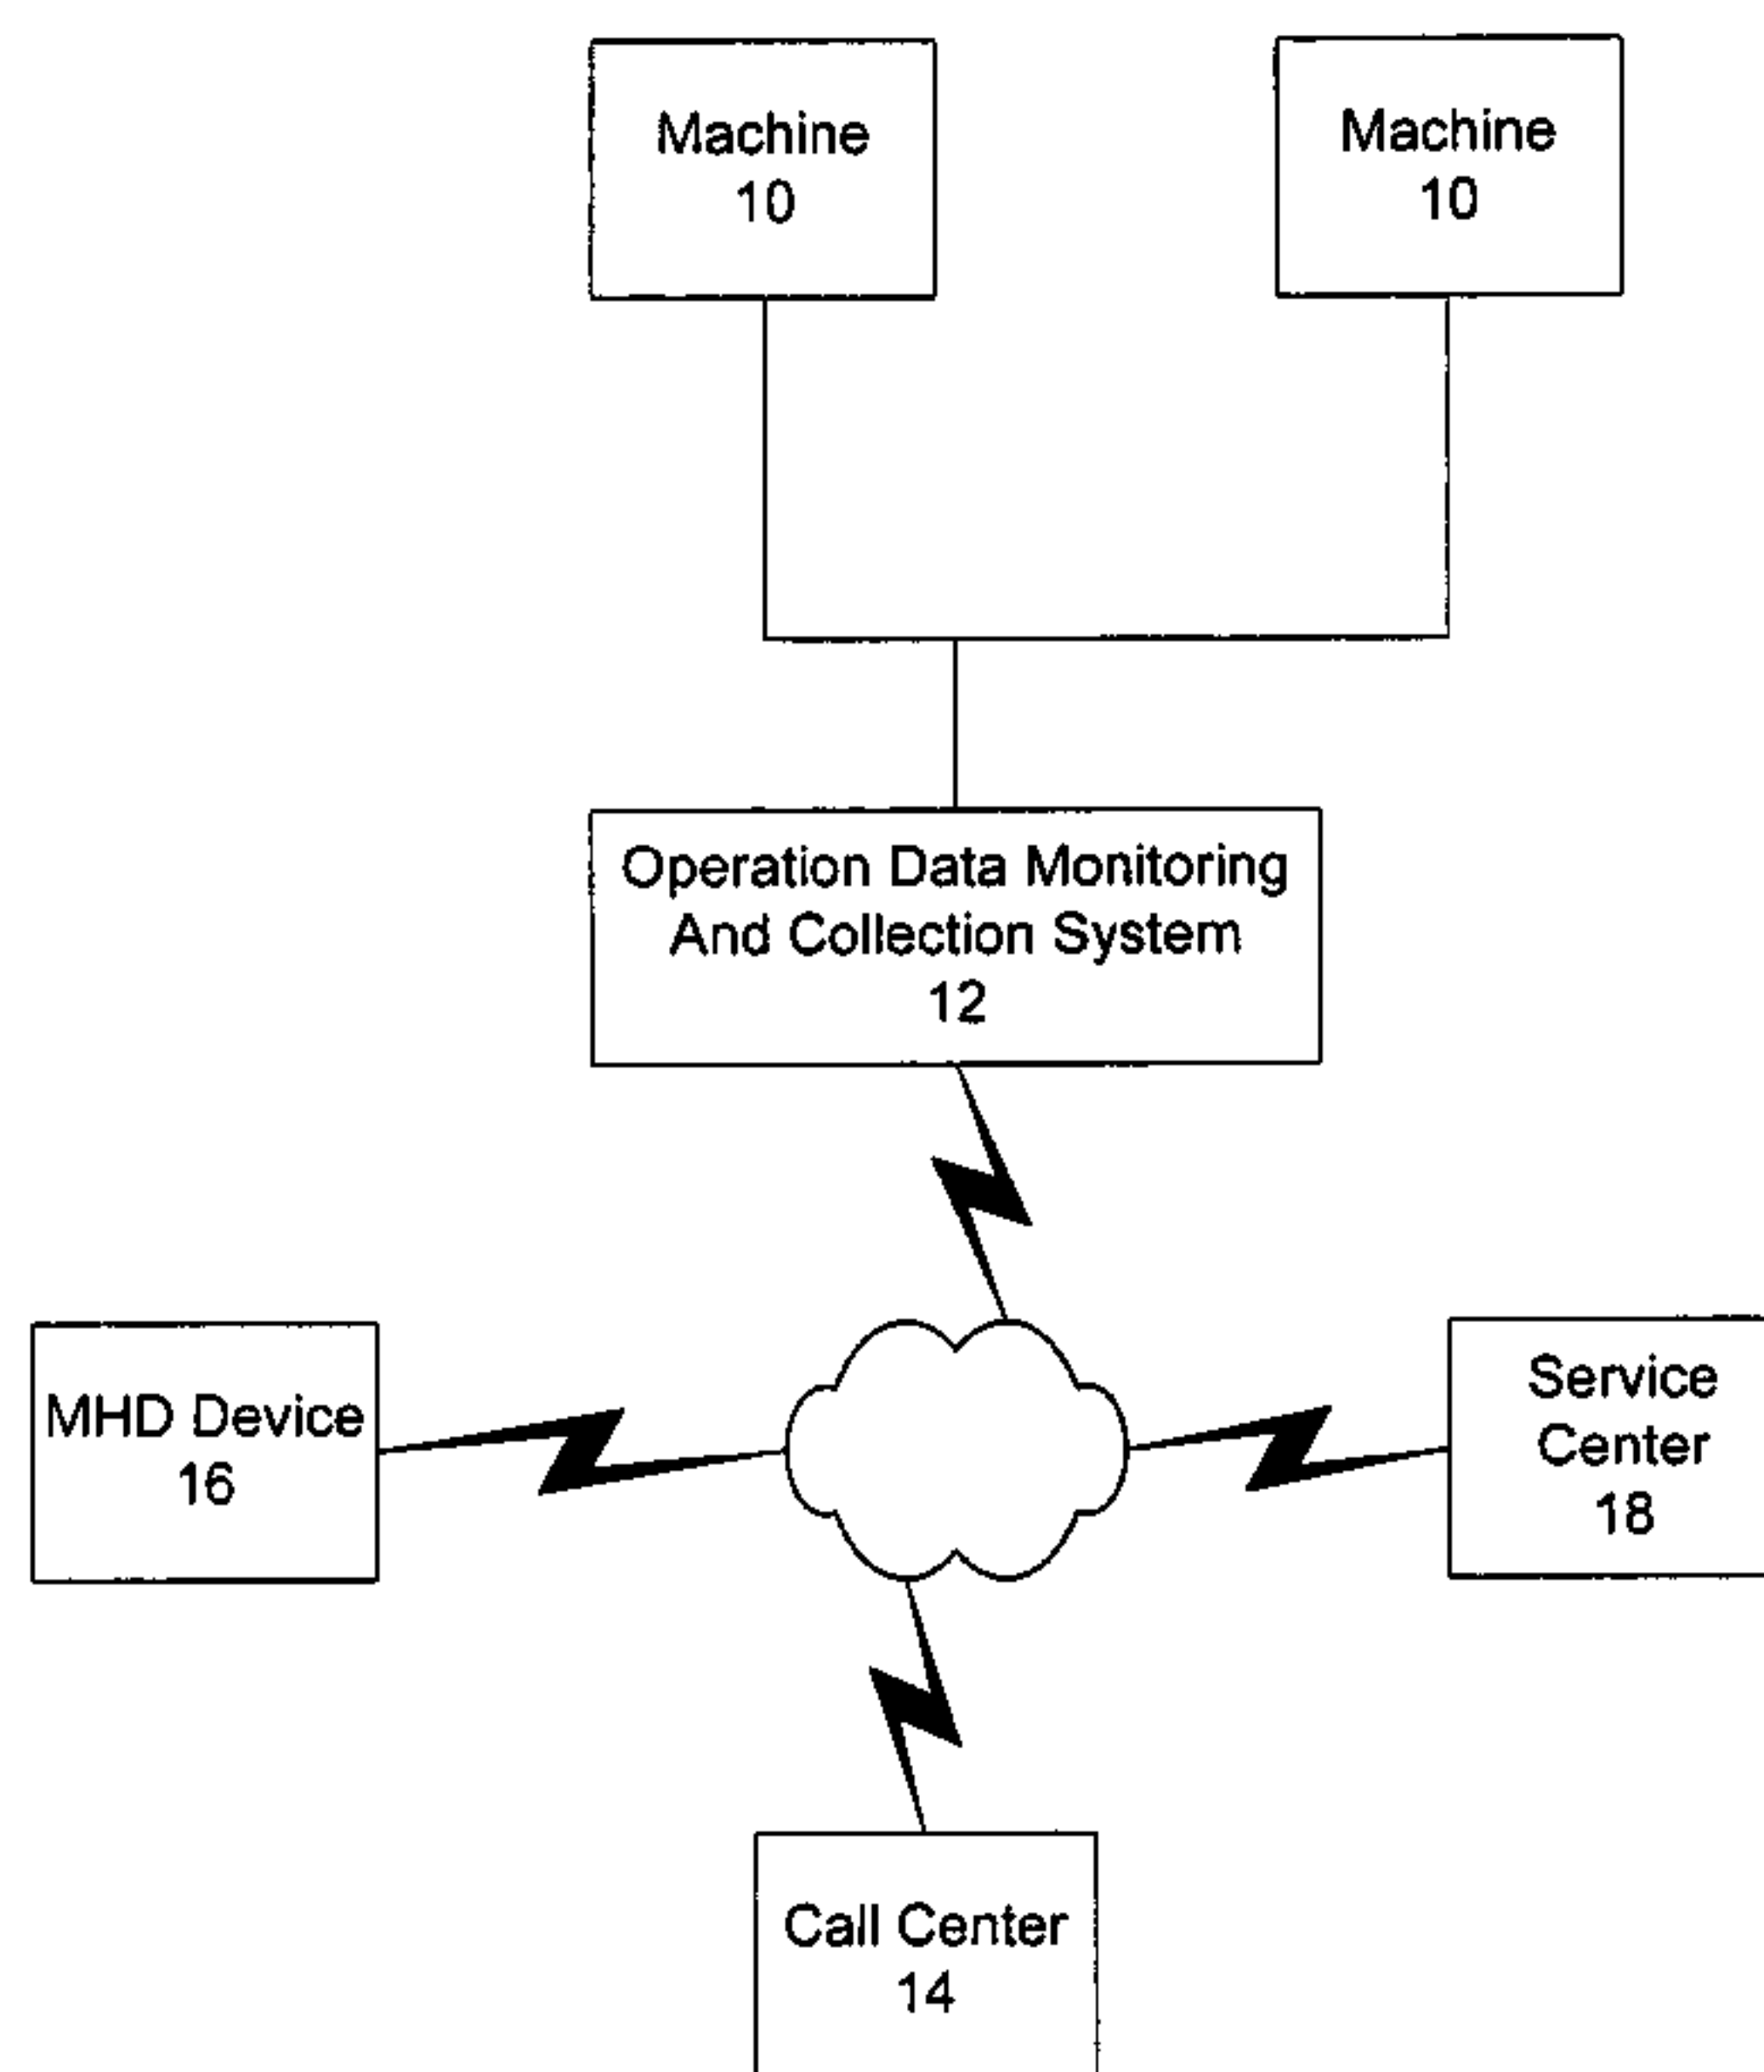 Machine
10
Machine
10
Operation Data Monitoring
And Collection System
12
MHD Device
16
Service
Center
18
Call Center
14